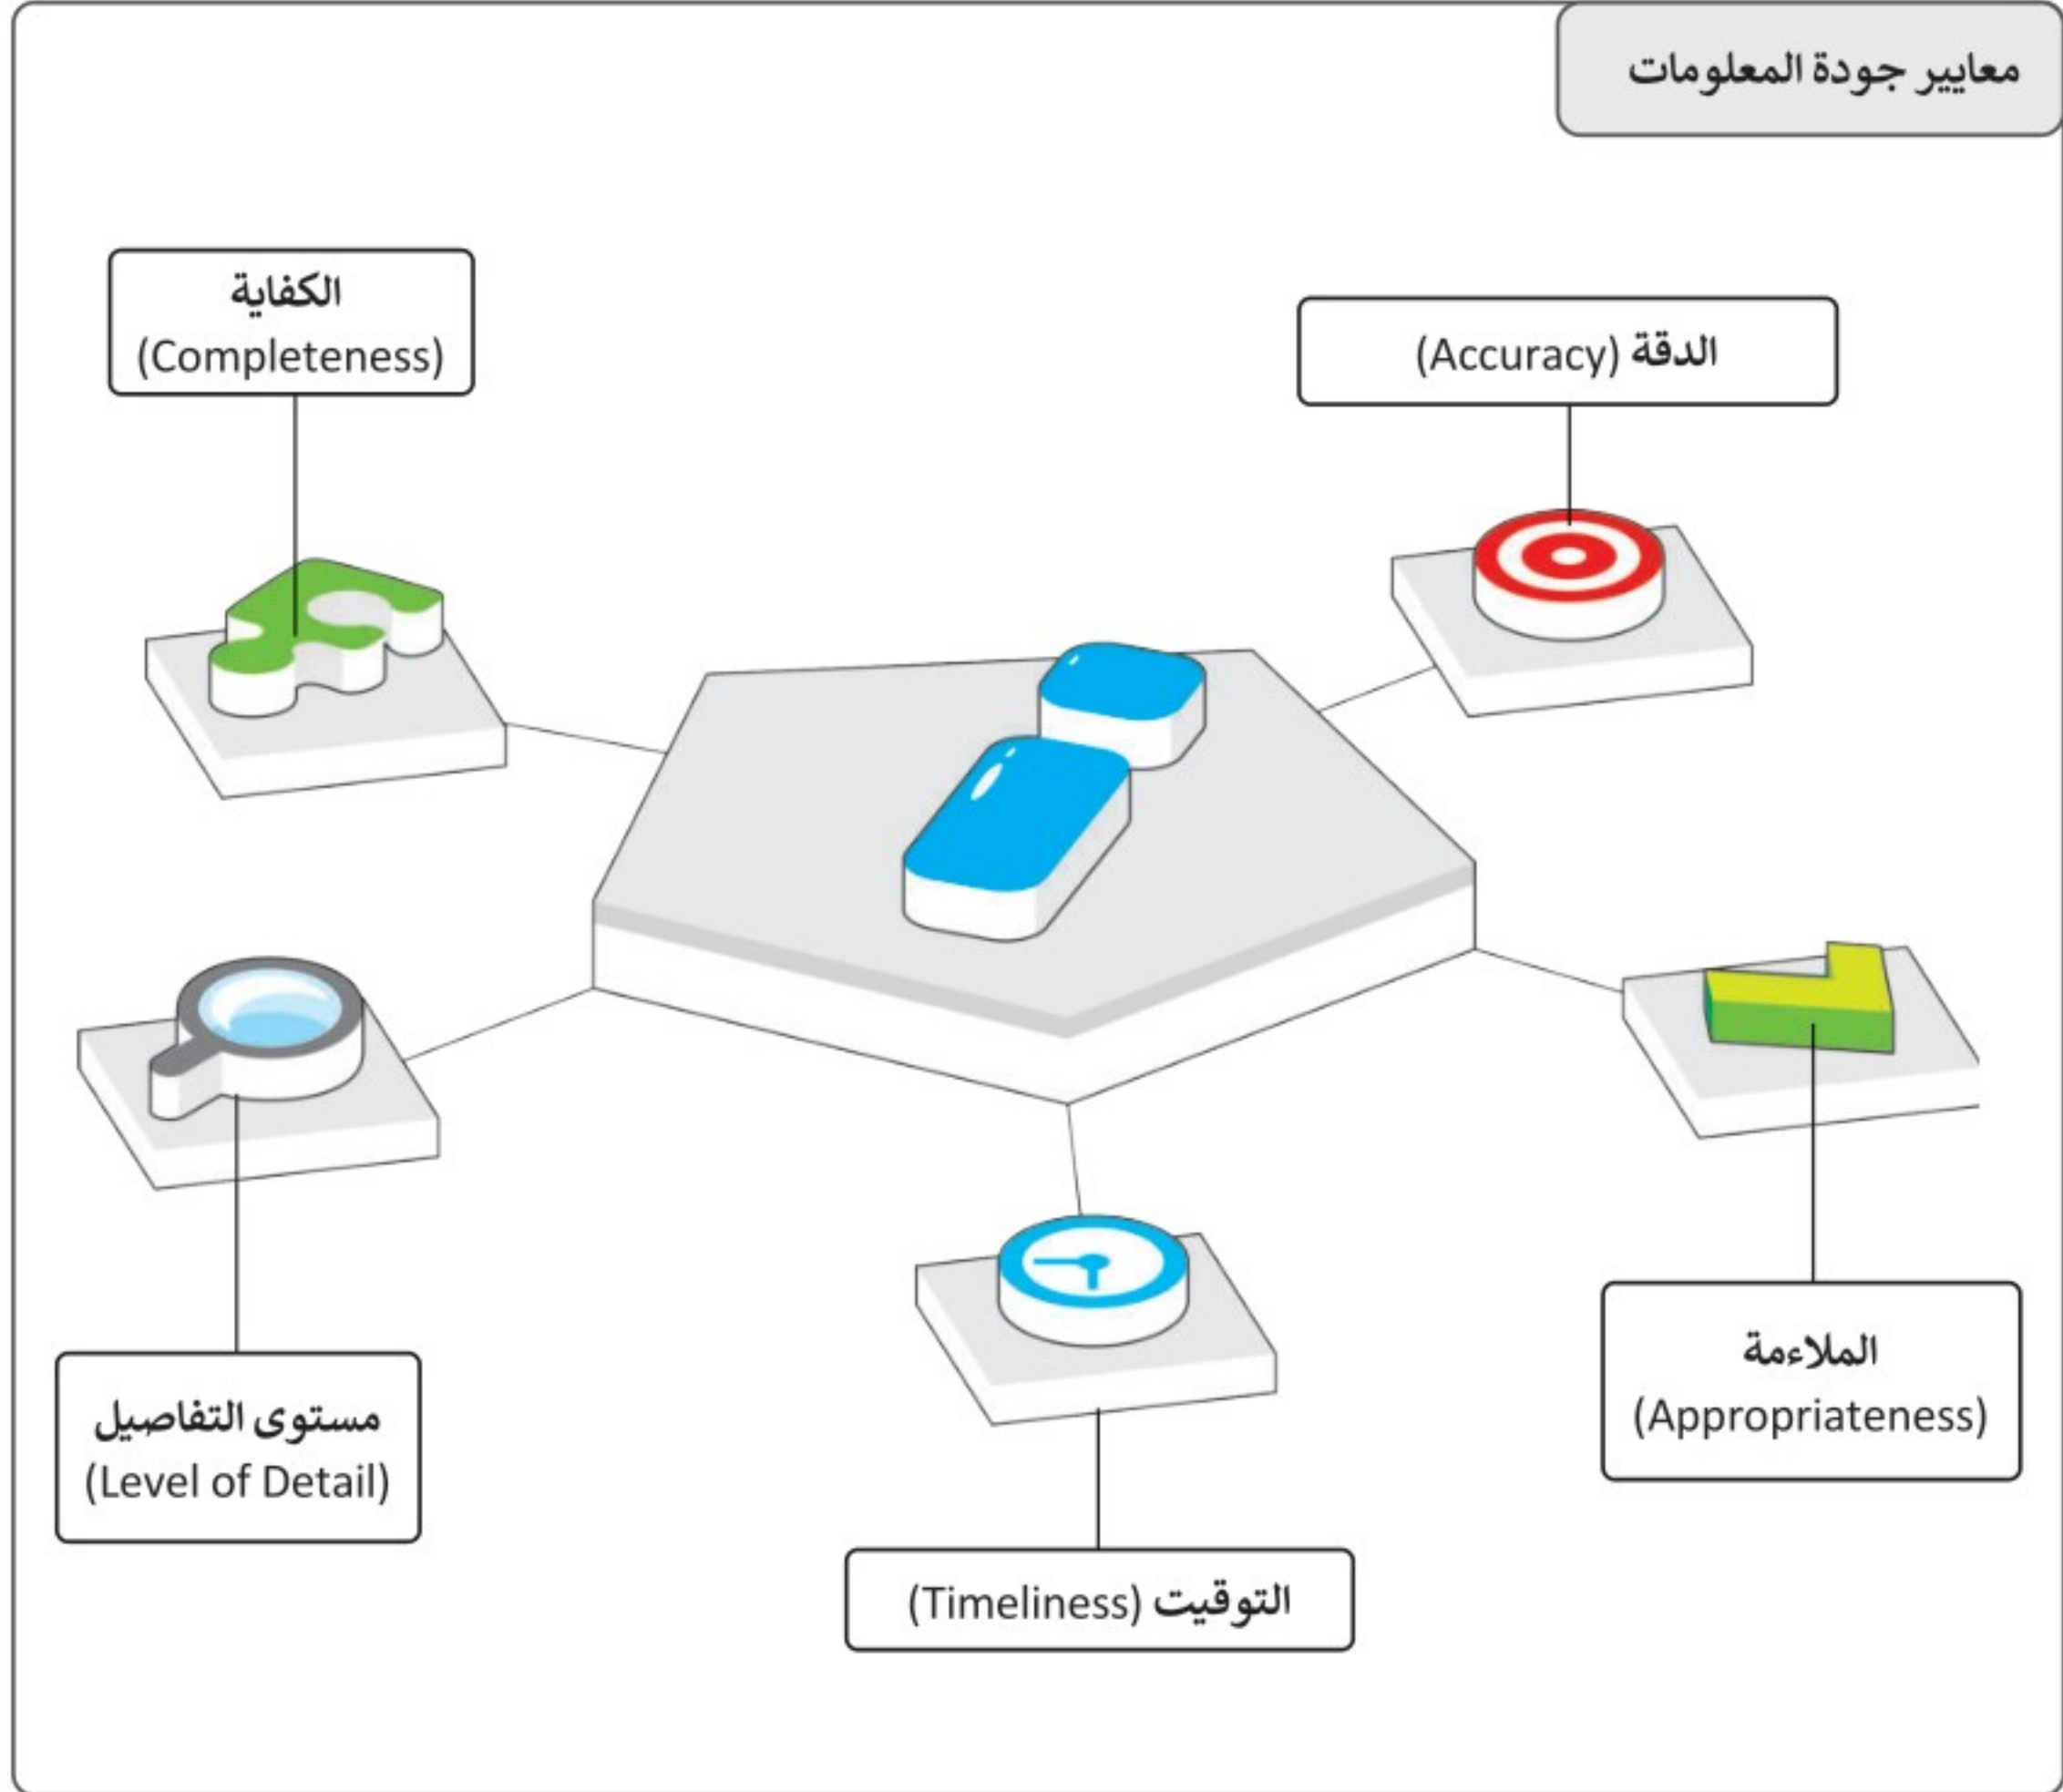 معايير جودة المعلومات
الدقة (Accuracy)
الكفاية
(Completeness)
الملاءمة
(Appropriateness)
مستوى التفاصيل
(Level of Detail)
التوقيت (Timeliness)